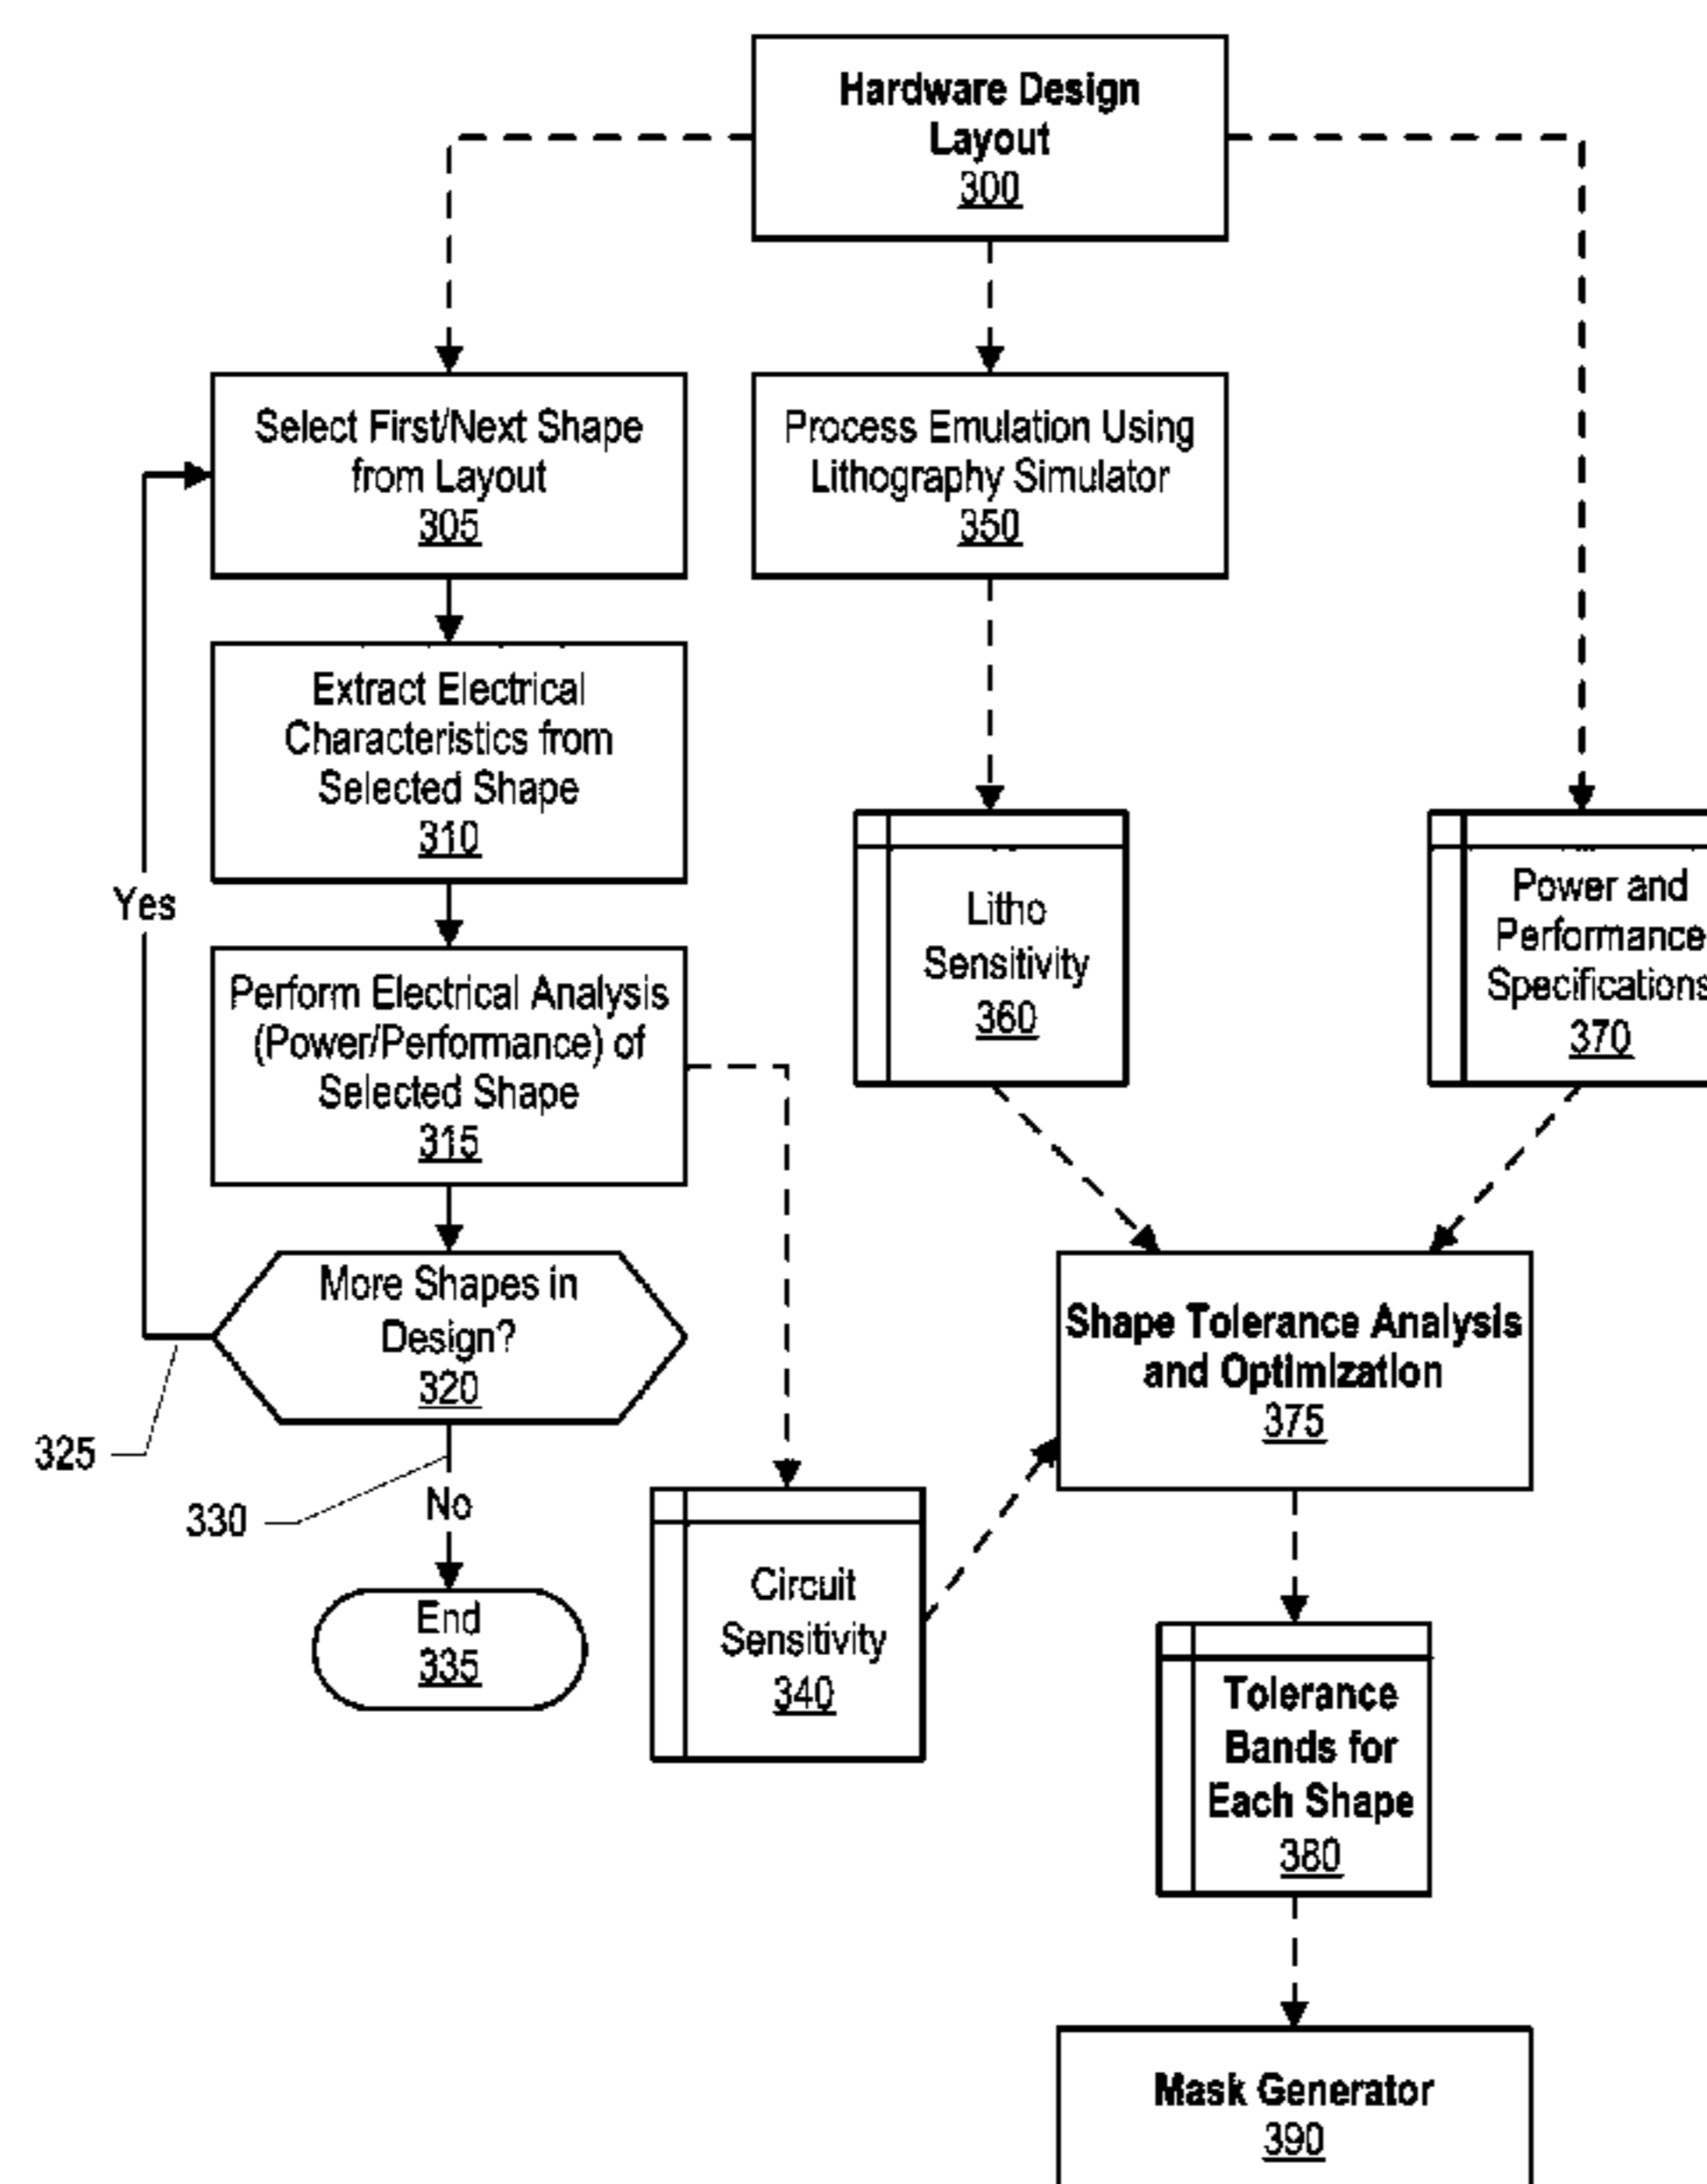 Hardware Design
Layout
300
Select First/Next Shape
from Layout
305
Process Emulation Using
Lithography Simulator
350
Extract Electrical
Characteristics from
Selected Shape
310
Yes
Litho
Sensitivity
360
Power and
Performance
Specifications
370
Perform Electrical Analysis
(Power/Performance) of
Selected Shape
315
More Shapes in
Design?
320
325
330
No
End
335
Circuit
Sensitivity
340
Shape Tolerance Analysis
and Optimization
375
Tolerance
Bands for
Each Shape
380
Mask Generator
390